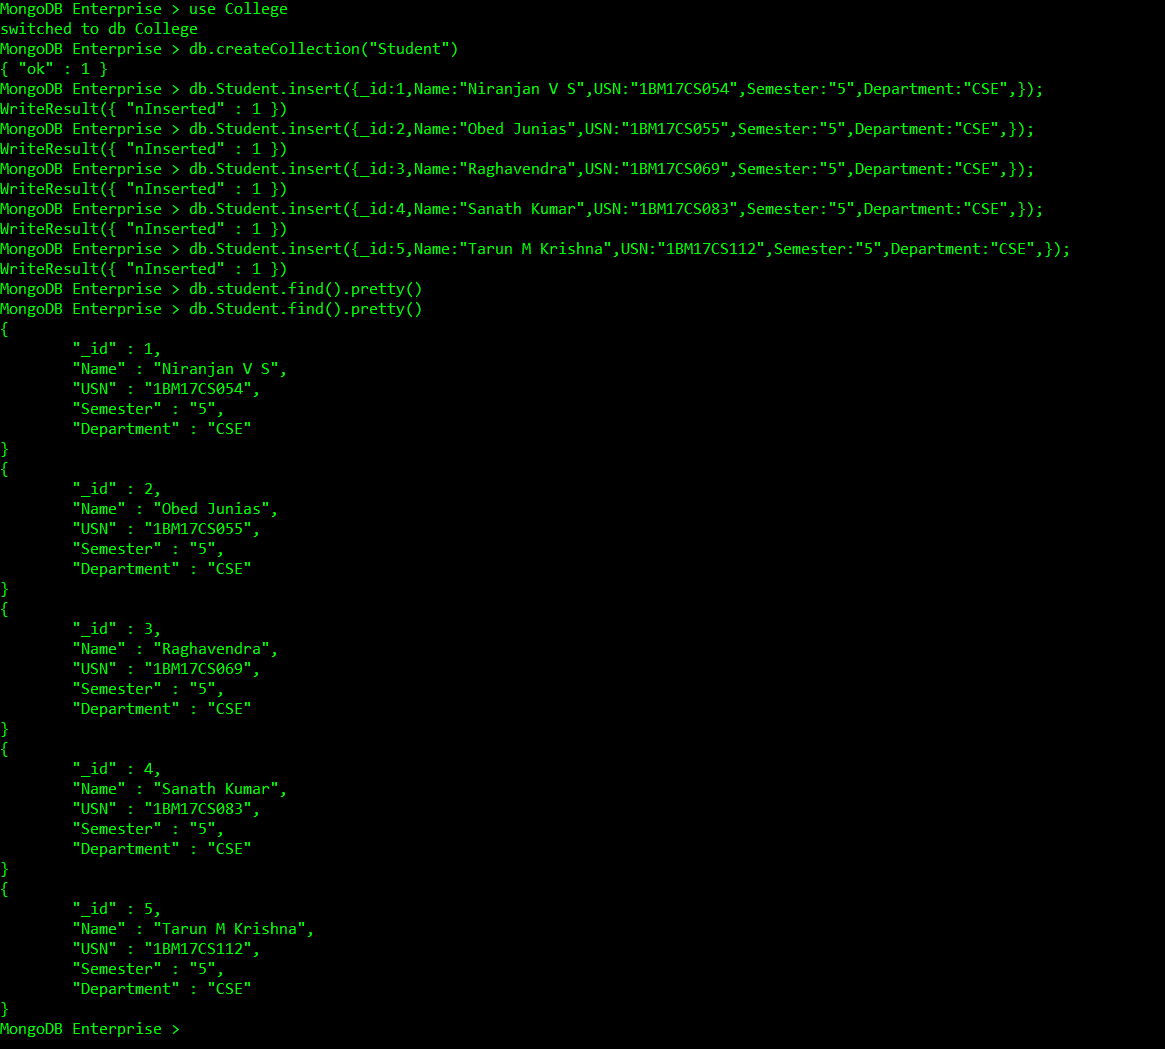 MongoDB Enterprise > use College
switched to db College
MongoDB Enterprise > db.createCollection("Student")
{ "ok" : 1 }
MongoDB Enterprise > db.Student.insert({_id:1,Name:"Niranjan V S",USN:"1BM17CS054",Semester:"5",Department:"CSE",});
WriteResult({ "nInserted" : 1 })
MongoDB Enterprise > db.Student.insert({_id:2,Name:"Obed Junias",USN:"1BM17CS055",Semester:"5",Department:"CSE",});
WriteResult({ "nInserted" : 1 })
MongoDB Enterprise > db.Student.insert({_id:3,Name:"Raghavendra",USN:"1BM17CS069",Semester:"5",Department:"CSE",});
WriteResult({ "nInserted" : 1 })
MongoDB Enterprise > db.Student.insert({_id:4,Name:"Sanath Kumar",USN:"1BM17CS083",Semester:"5",Department:"CSE",});
WriteResult({ "nInserted" : 1 })
MongoDB Enterprise > db.Student.insert({_id:5,Name:"Tarun M Krishna",USN:"1BM17CS112",Semester:"5",Department:"CSE",});
WriteResult({ "nInserted" : 1 })
MongoDB Enterprise > db.student.find().pretty()
MongoDB Enterprise > db.Student.find().pretty()
{
        "_id" : 1,
        "Name" : "Niranjan V S",
        "USN" : "1BM17CS054",
        "Semester" : "5",
        "Department" : "CSE"
}
{
        "_id" : 2,
        "Name" : "Obed Junias",
        "USN" : "1BM17CS055",
        "Semester" : "5",
        "Department" : "CSE"
}
{
        "_id" : 3,
        "Name" : "Raghavendra",
        "USN" : "1BM17CS069",
        "Semester" : "5",
        "Department" : "CSE"
}
{
        "_id" : 4,
        "Name" : "Sanath Kumar",
        "USN" : "1BM17CS083",
        "Semester" : "5",
        "Department" : "CSE"
}
{
        "_id" : 5,
        "Name" : "Tarun M Krishna",
        "USN" : "1BM17CS112",
        "Semester" : "5",
        "Department" : "CSE"
}
MongoDB Enterprise >